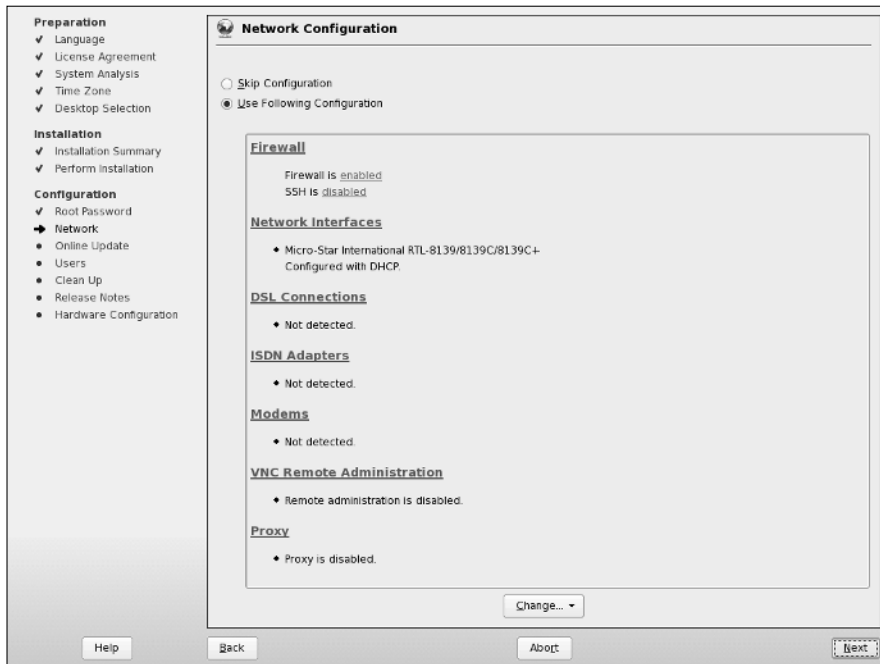 Preparation
Language
License Agreement
System Analysis
Time Zone
Desktop Selection
Installation
Installation Summary
Perform Installation
Configuration
Root Password
Network
Online Update
Users
Clean Up
Release Notes
Hardware Configuration
Network Configuration
Skip Configuration
Use Following Configuration
Firewall
Firewall is enabled
SSH is disabled
Network Interfaces
Micro-Star International RTL-8139/8139C/8139C+
Configured with DHCP.
DSL Connections
Not detected.
ISDN Adapters
Not detected.
Modems
Not detected.
VNC Remote Administration
Remote administration is disabled.
Proxy
Proxy is disabled.
Change...
Help
Back
Abort
Next